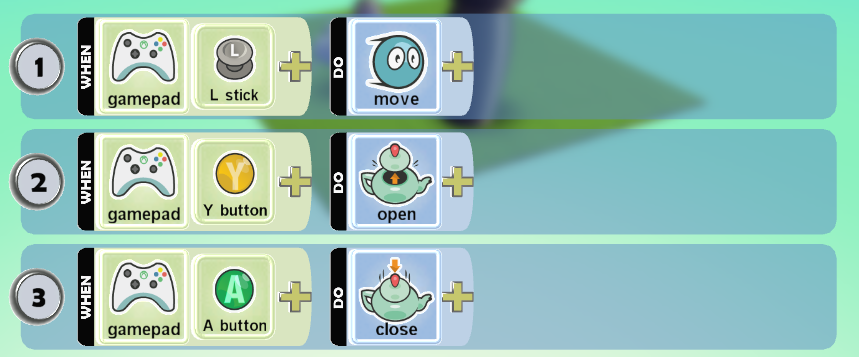 1 WHEN gamepad L stick DO move
2 WHEN gamepad Y Y button DO open
3 WHEN gamepad A A button DO close